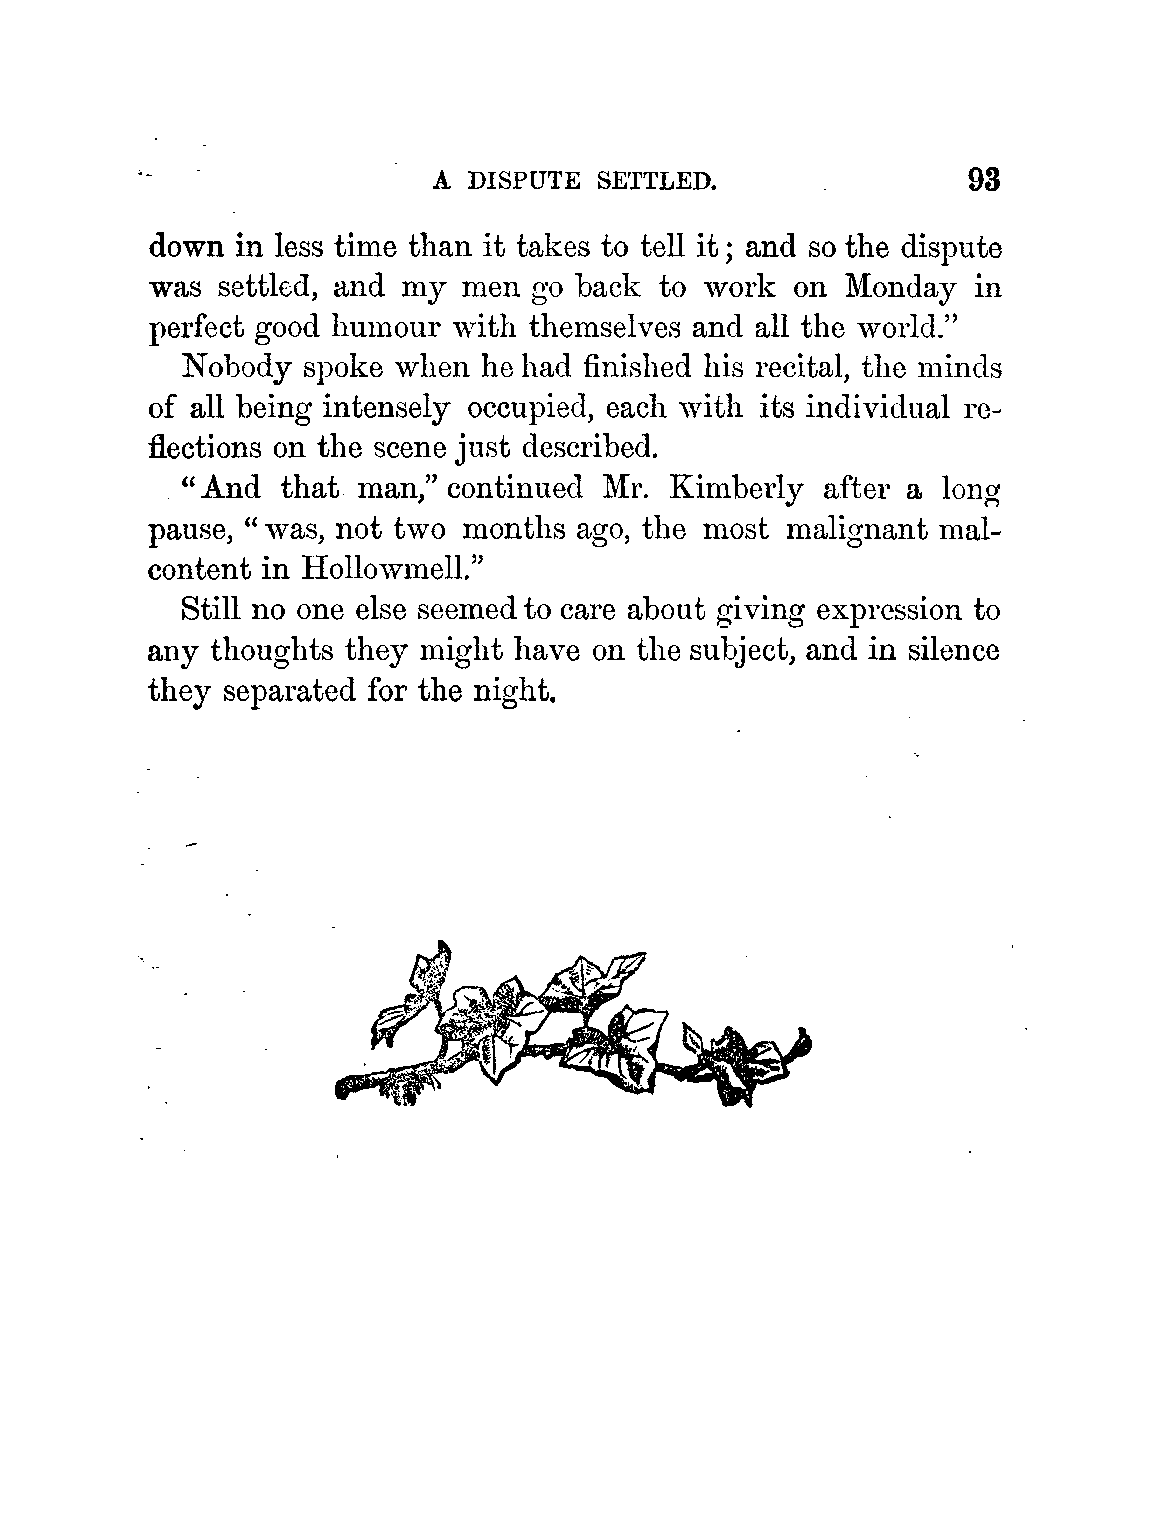 A DISPUTE SETTLED. 93
down in less time than it takes to tell it; and so the dispute
was settled, and my men go back to work on Monday in
perfect good humour with themselves and all the world.”
Nobody spoke when he had finished his recital, the minds
of all being intensely occupied, each with its individual re-
flections on the scene just described.
“And that man,” continued Mr. Kimberly after a long
pause, “was, not two months ago, the most malignant mal-
content in Hollowmell.”
Still no one else seemed to care about giving expression to
any thoughts they might have on the subject, and in silence
they separated for the night.